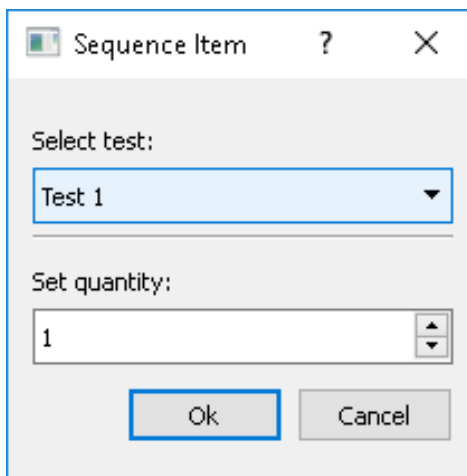 Sequence Item ?
Select test:
Test 1
Set quantity:
1
Ok Cancel